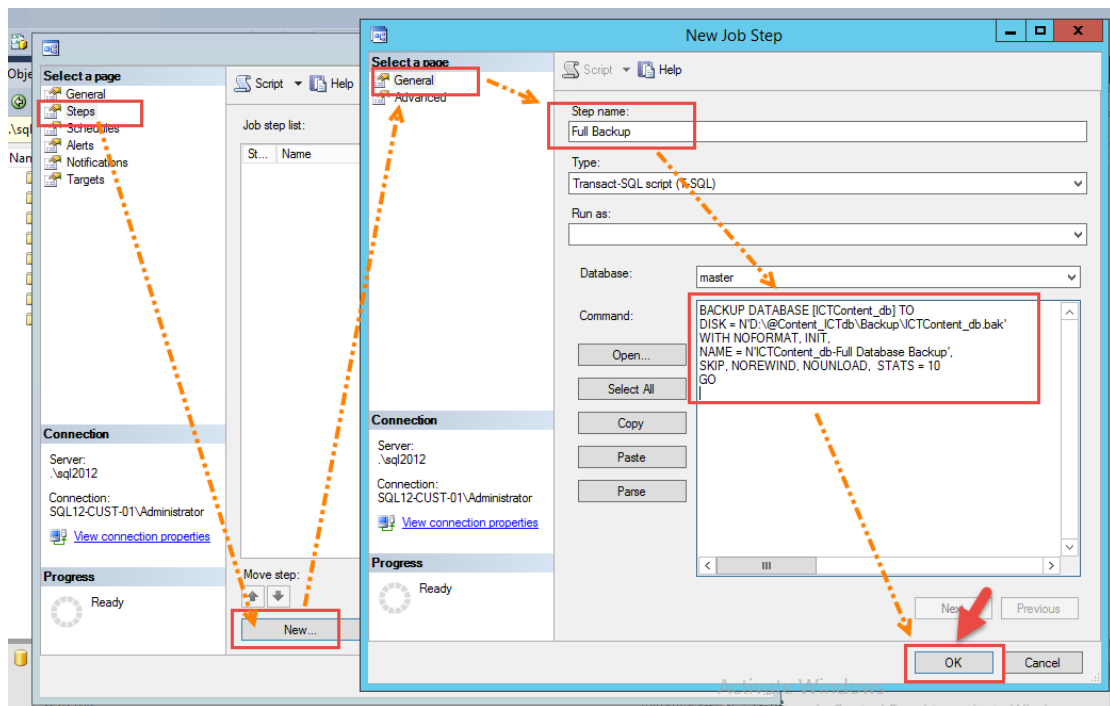 New Job Step
Obje
.\sql
Nan
Select a page
General
Steps
Schedules
Alerts
Notifications
Targets
Script
Help
Job step list:
St...
Name
Connection
Server:
.\sql2012
Connection:
SQL12-CUST-01\Administrator
View connection properties
Progress
Ready
Move step:
New...
Select a page
General
Advanced
Script
Help
Step name:
Full Backup
Type:
Transact-SQL script (T-SQL)
Run as:
Database:
master
Command:
BACKUP DATABASE [ICTContent_db] TO
DISK = N'D:\@Content_ICTdb\Backup\ICTContent_db.bak'
WITH NOFORMAT, INIT,
NAME = N'ICTContent_db-Full Database Backup',
SKIP, NOREWIND, NOUNLOAD,  STATS = 10
GO
Open...
Select All
Copy
Paste
Parse
Connection
Server:
.\sql2012
Connection:
SQL12-CUST-01\Administrator
View connection properties
Progress
Ready
Next
Previous
OK
Cancel
Activate Windows